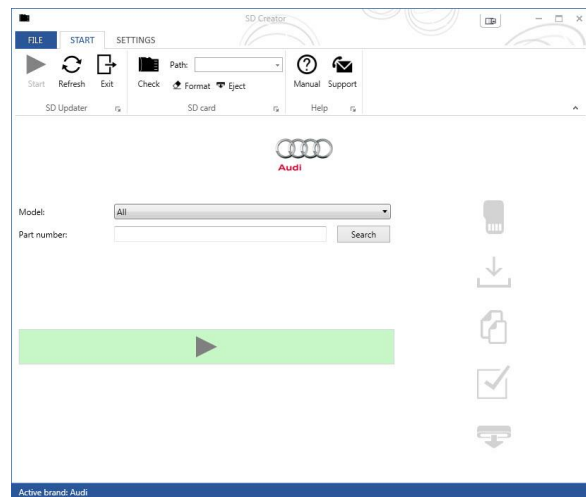 SD Creator
FILE START SETTINGS
Path:
Start Refresh Exit Check Format Eject Manual Support
SD Updater SD card Help
Audi
Model: All
Part number: Search
Active brand: Audi